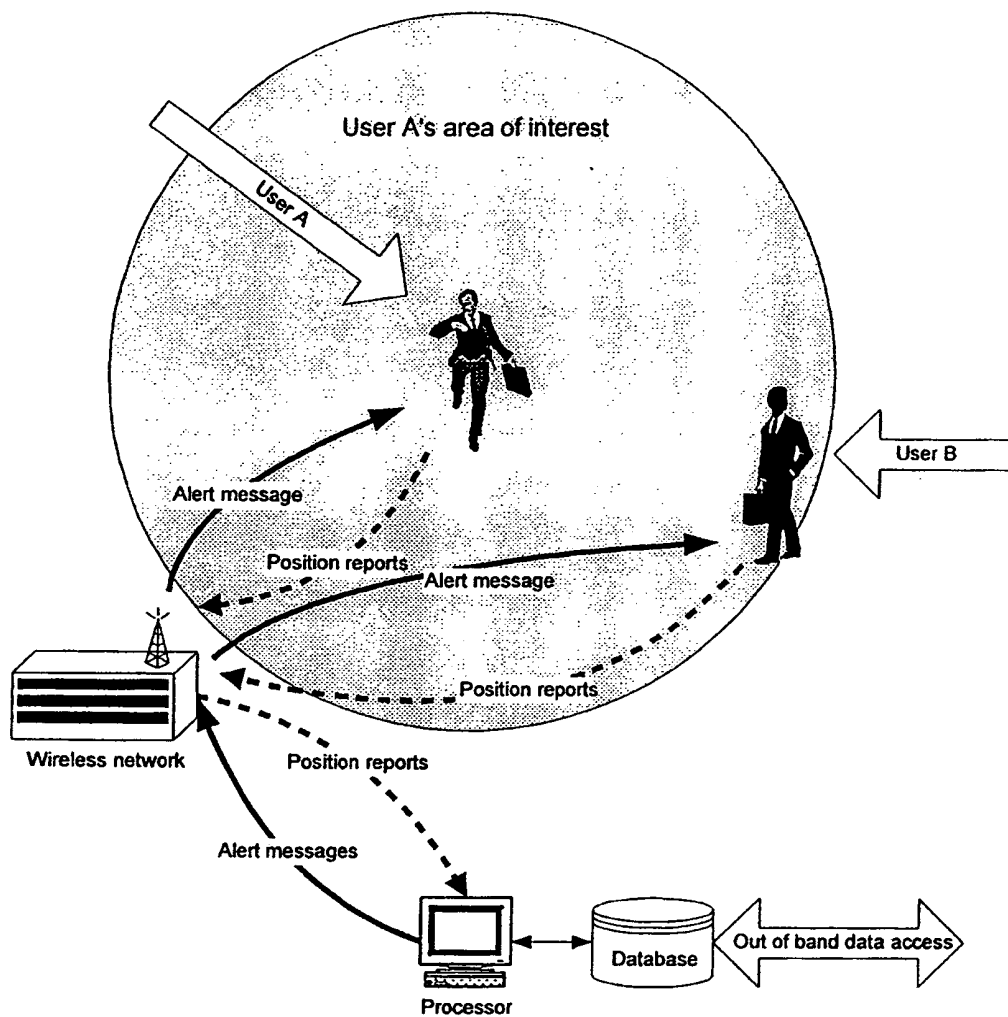 User A's area of interest
User A
User B
Alert message
Position reports
Alert message
Position reports
Wireless network
Position reports
Alert messages
Database
Out of band data access
Processor